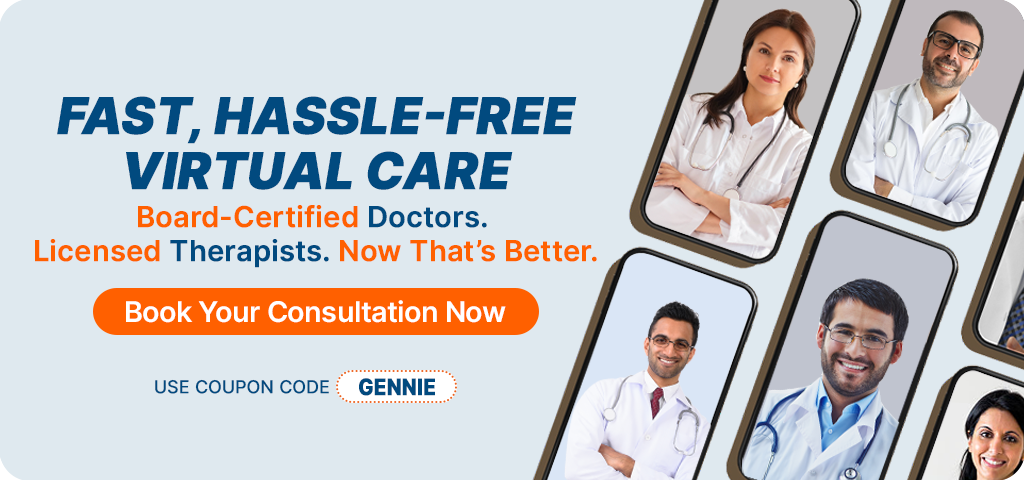 FAST, HASSLE-FREE
VIRTUAL CARE
Board-Certified Doctors.
Licensed Therapists. Now That’s Better.
Book Your Consultation Now
USE COUPON CODE GENNIE